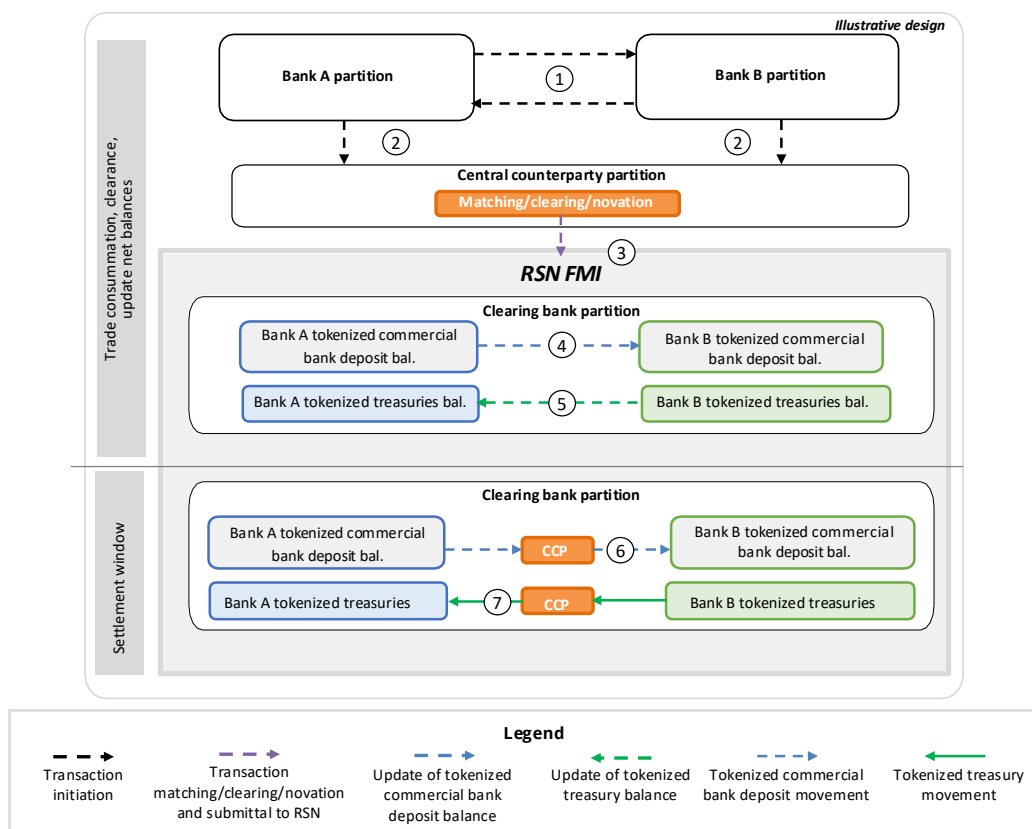 Illustrative design
Trade consummation, clearance,
update net balances
Bank A partition
1
Bank B partition
2
2
Central counterparty partition
Matching/clearing/novation
3
RSN FMI
Clearing bank partition
Bank A tokenized commercial
bank deposit bal.
4
Bank B tokenized commercial
bank deposit bal.
Bank A tokenized treasuries bal.
5
Bank B tokenized treasuries bal.
Settlement window
Clearing bank partition
Bank A tokenized commercial
bank deposit bal.
CCP
6
Bank B tokenized commercial
bank deposit bal.
Bank A tokenized treasuries
7
CCP
Bank B tokenized treasuries
Legend
Transaction
initiation
Transaction
matching/clearing/novation
and submittal to RSN
Update of tokenized
commercial bank
deposit balance
Update of tokenized
treasury balance
Tokenized commercial
bank deposit movement
Tokenized treasury
movement